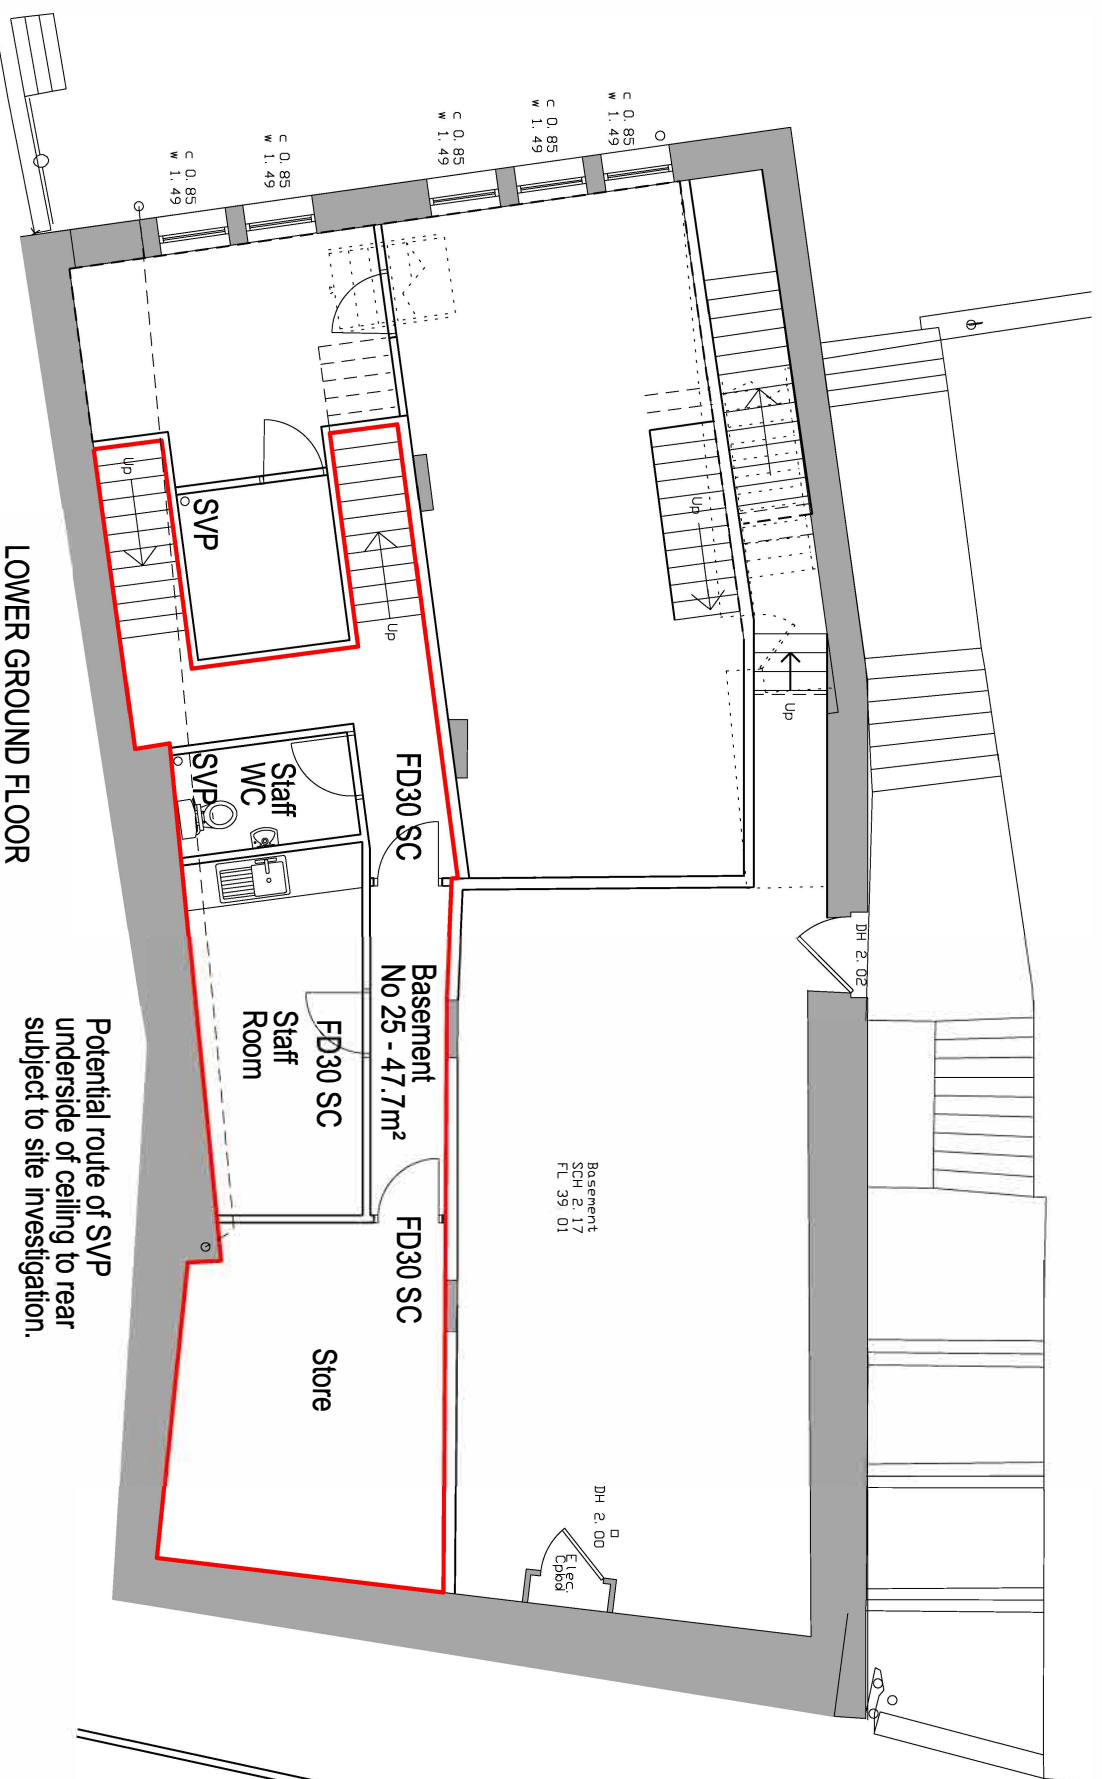 c 0.85
w 1.49
c 0.85
w 1.49
c 0.85
w 1.49
c 0.85
w 1.49
c 0.85
w 1.49
Up
Up
Up
DH 2.02
Basement
SCH 2.17
FL 39.01
DH 2.00
Elec.
Cpbd
Up
SVP
FD30 SC
Staff
WC
SVP
Basement
No 25 - 47.7m²
FD30 SC
Staff
Room
FD30 SC
Store
LOWER GROUND FLOOR
Potential route of SVP
underside of ceiling to rear
subject to site investigation.